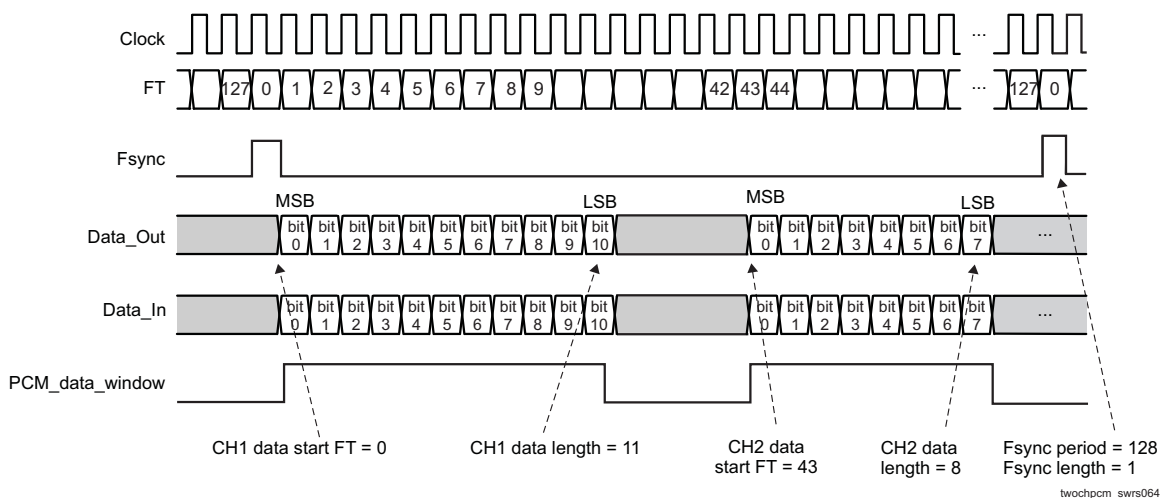 Clock ...
FT 127 0 1 2 3 4 5 6 7 8 9 42 43 44 ... 127 0
Fsync
MSB LSB MSB LSB
Data_Out bit 0 bit 1 bit 2 bit 3 bit 4 bit 5 bit 6 bit 7 bit 8 bit 9 bit 10 bit 0 bit 1 bit 2 bit 3 bit 4 bit 5 bit 6 bit 7 ...
Data_In bit 0 bit 1 bit 2 bit 3 bit 4 bit 5 bit 6 bit 7 bit 8 bit 9 bit 10 bit 0 bit 1 bit 2 bit 3 bit 4 bit 5 bit 6 bit 7 ...
PCM_data_window
CH1 data start FT = 0
CH1 data length = 11
CH2 data
start FT = 43
CH2 data
length = 8
Fsync period = 128
Fsync length = 1
twochpcm_swrs064